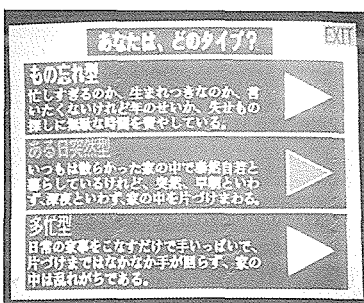 あなたは、どのタイプ?
EXIT
もの忘れ型
忙しすぎるのか、生まれつきなのか、言
いたくないけれど年のせいか、失せもの
探しに無駄な時間を費やしている。
ある日突然型
いつもは散らかった家の中で泰然自若と
暮らしているけれど、突然、早朝といわ
ず、深夜といわず、家の中を片づけまわる。
多忙型
日常の家事をこなすだけで手いっぱいで、
片づけまではなかなか手が回らず、家の
中は乱れがちである。